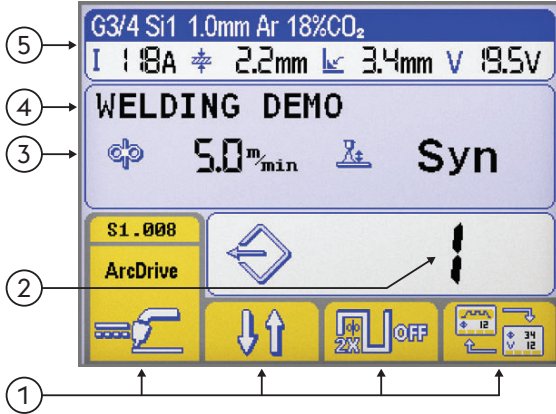 G3/4 Si1 1.0mm Ar 18%CO₂
I 118A 2.2mm 3.4mm V 19.5V
WELDING DEMO
5.0 m/min Syn
S1.008
ArcDrive
1
2X OFF
12
34
V 12
5
4
3
2
1